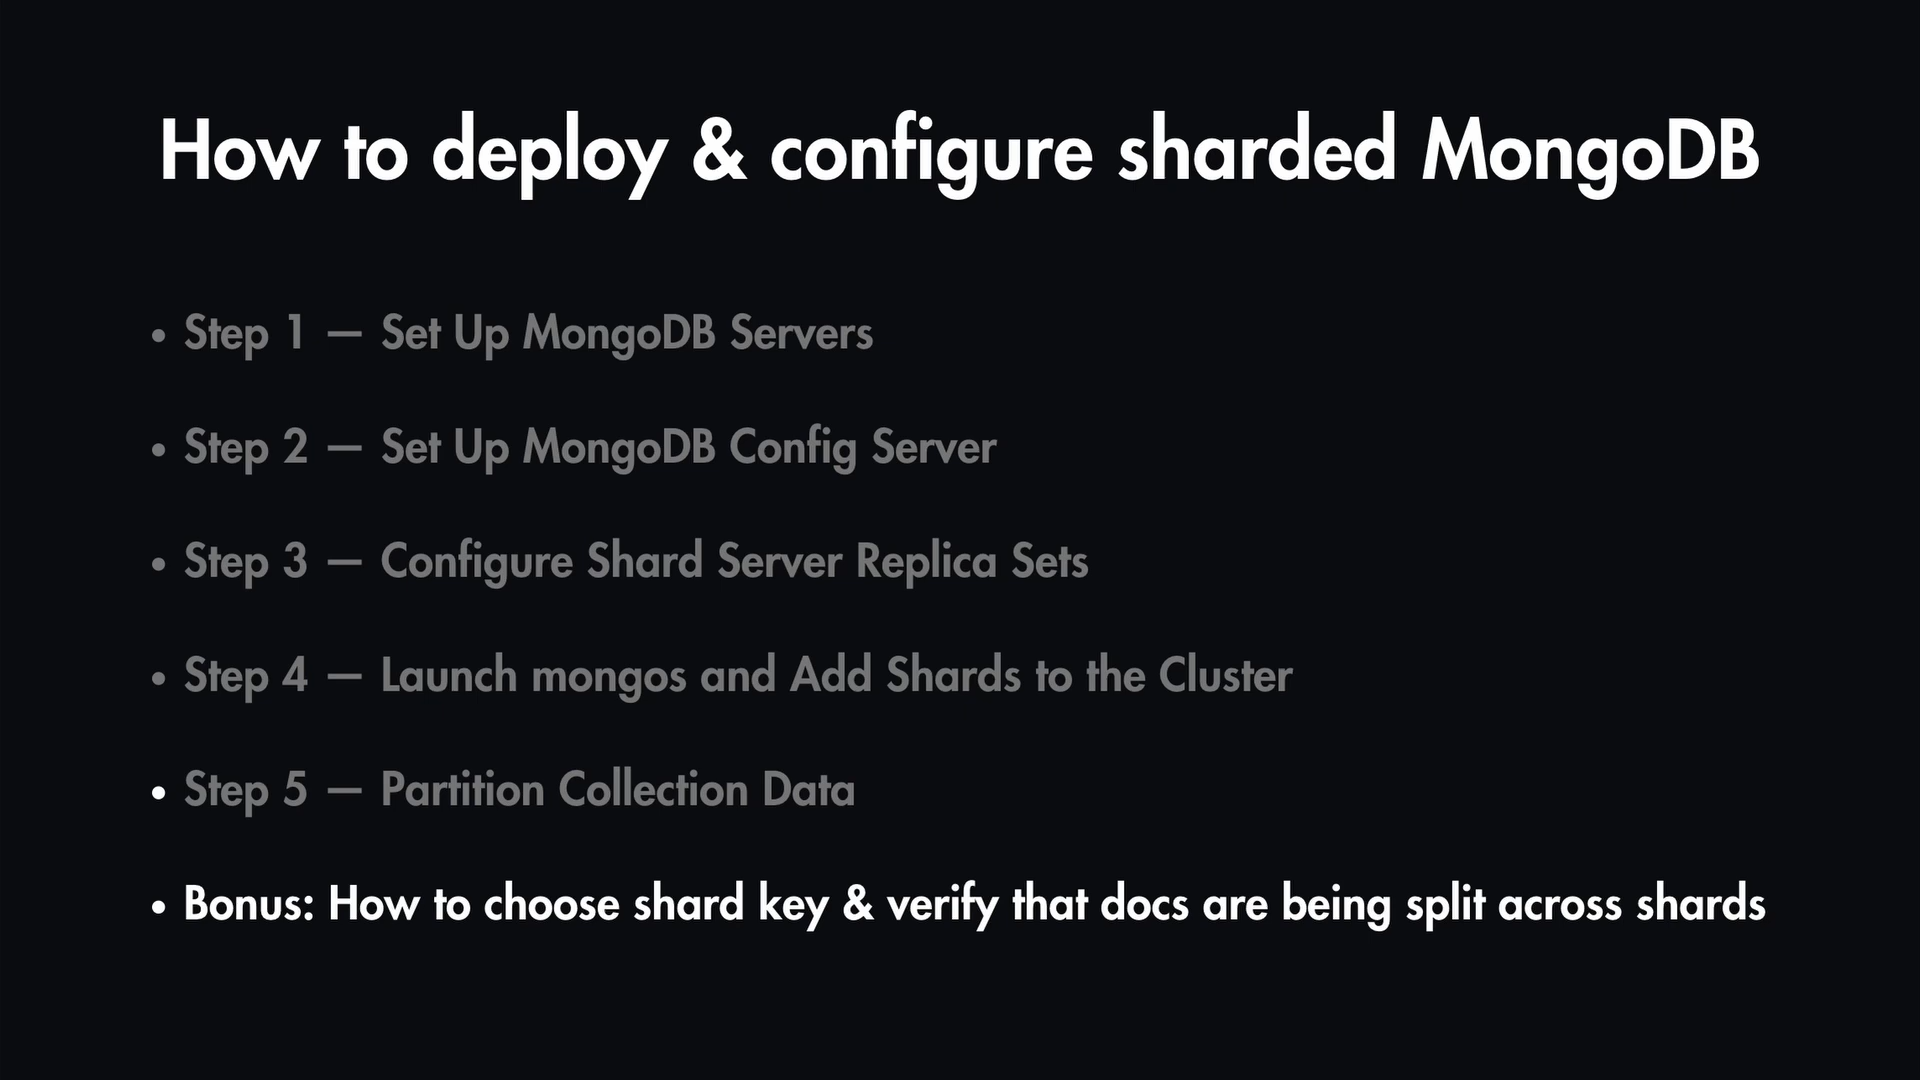 How to deploy & configure sharded MongoDB
• Step 1 — Set Up MongoDB Servers
• Step 2 — Set Up MongoDB Config Server
• Step 3 — Configure Shard Server Replica Sets
• Step 4 — Launch mongos and Add Shards to the Cluster
• Step 5 — Partition Collection Data
• Bonus: How to choose shard key & verify that docs are being split across shards